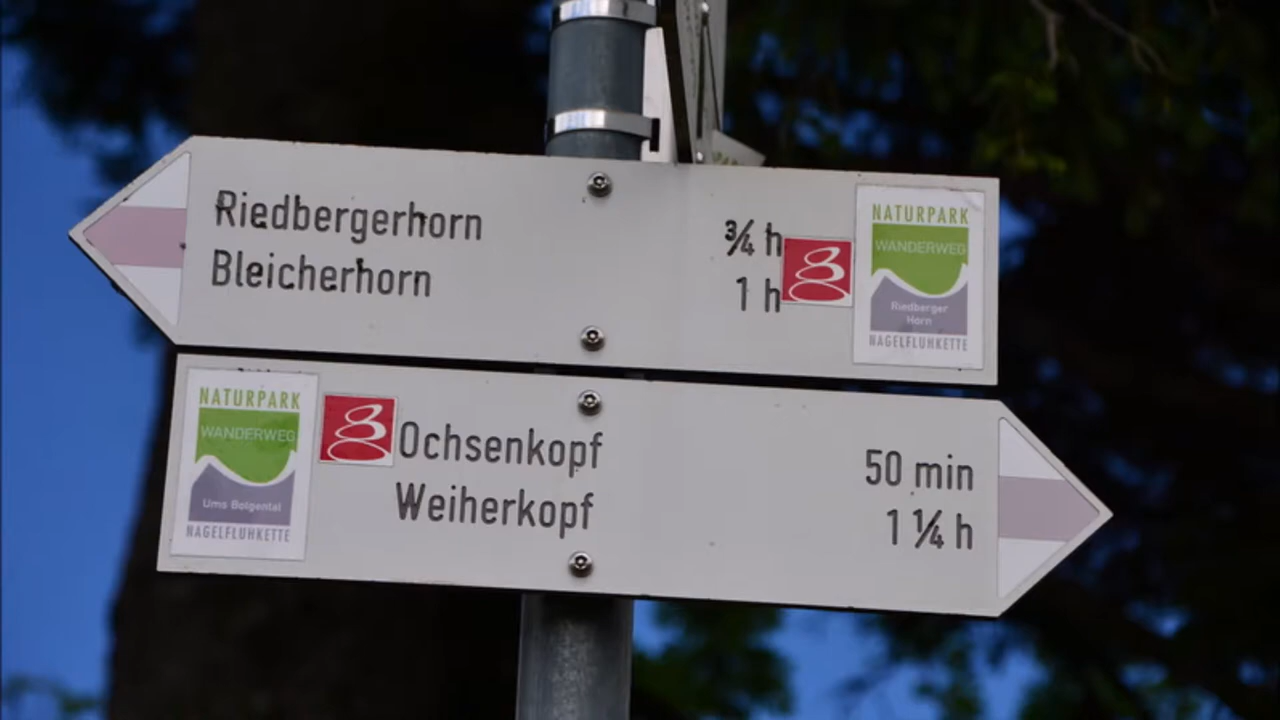 Riedbergerhorn ¾ h
Bleicherhorn 1 h
NATURPARK
WANDERWEG
Riedberger
Horn
NAGELFLUHKETTE
NATURPARK
WANDERWEG
Ums Bolgental
NAGELFLUHKETTE
Ochsenkopf 50 min
Weiherkopf 1 ¼ h